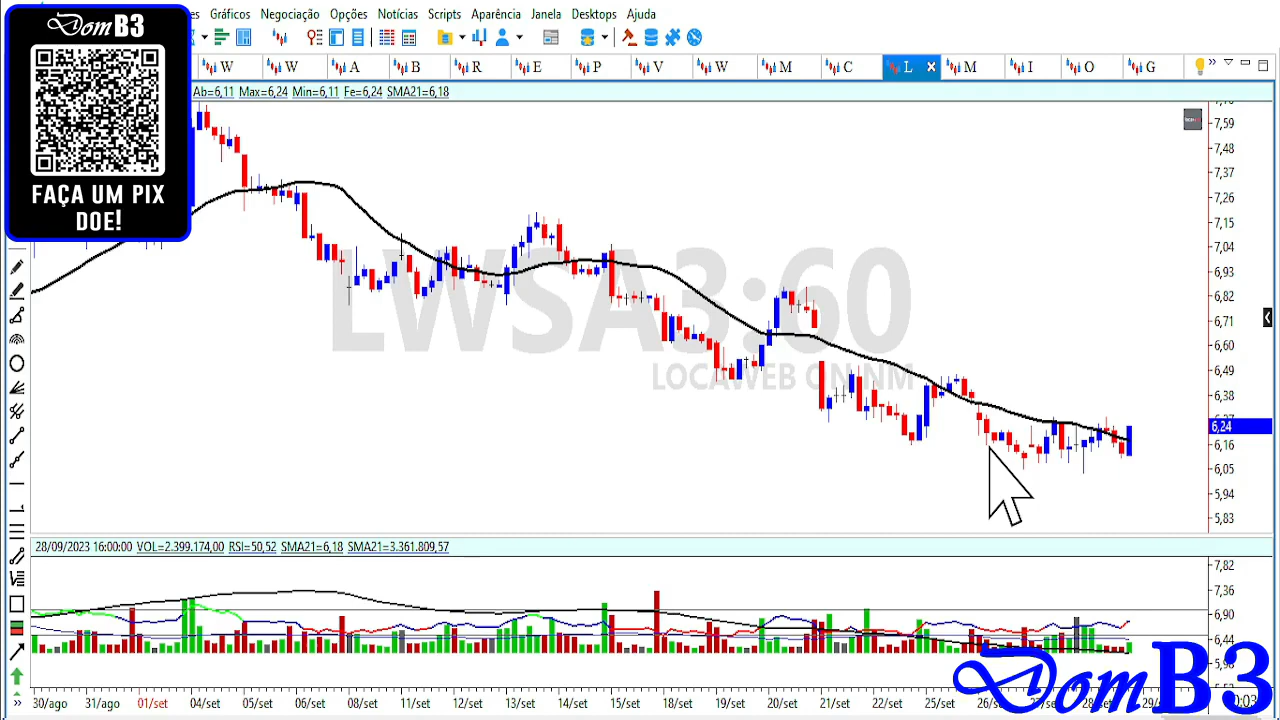 DomB3
FAÇA UM PIX
DOE!
Gráficos Negociação Opções Notícias Scripts Aparência Janela Desktops Ajuda
W W A B R E P V W M C L M I O G
Ab=6,11 Max=6,24 Min=6,11 Fe=6,24 SMA21=6,18
7,59
7,48
7,37
7,26
7,15
7,04
6,93
6,82
6,71
6,60
6,49
6,38
6,24
6,16
6,05
5,94
5,83
LWSA3:60
LOCAWEB ON NM
28/09/2023 16:00:00 VOL=2.399.174,00 RSI=50,52 SMA21=6,18 SMA21=3.361.809,57
7,82
7,36
6,90
6,44
30/ago 31/ago 01/set 04/set 05/set 06/set 08/set 11/set 12/set 13/set 14/set 15/set 18/set 19/set 20/set 21/set 22/set 25/set 26/set
DomB3